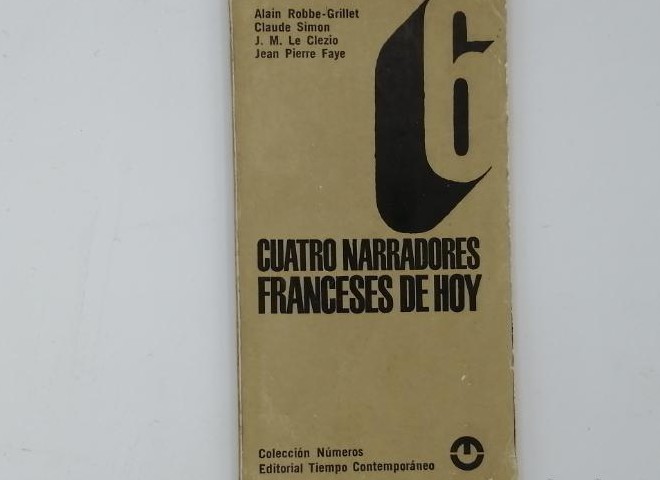 Alain Robbe-Grillet
Claude Simon
J. M. Le Clezio
Jean Pierre Faye
6
CUATRO NARRADORES
FRANCESES DE HOY
Colección Números
Editorial Tiempo Contemporáneo